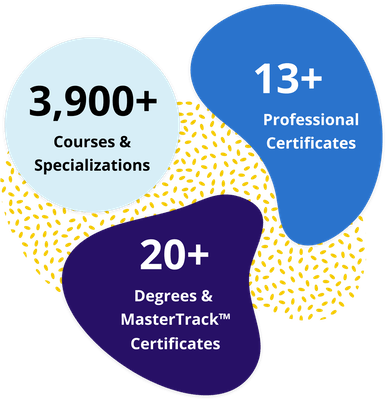 3,900+
Courses &
Specializations
13+
Professional
Certificates
20+
Degrees &
MasterTrack™
Certificates